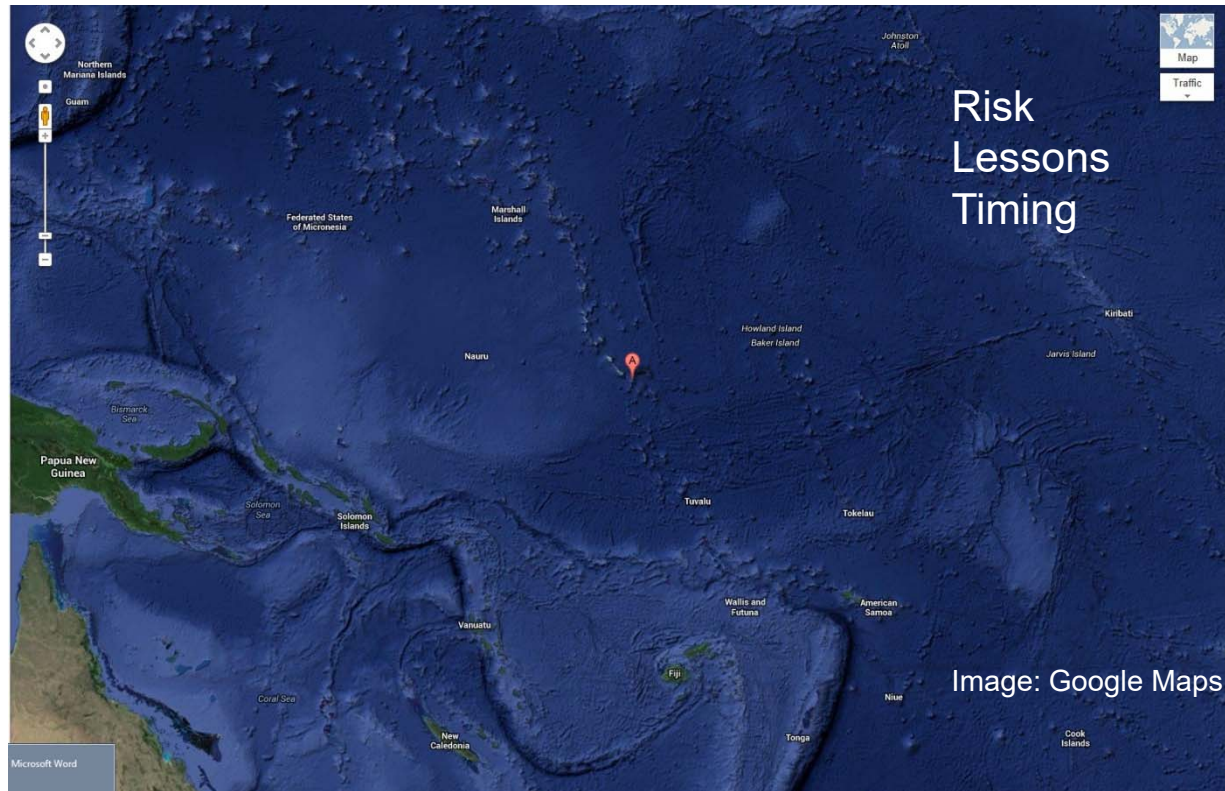 Johnston
Atoll
Map
Traffic
Northern
Mariana Islands
Guam
Risk
Lessons
Timing
Federated States
of Micronesia
Marshall
Islands
Kiribati
Howland Island
Baker Island
Jarvis Island
Nauru
A
Bismarck
Sea
Papua New
Guinea
Solomon
Sea
Solomon
Islands
Tuvalu
Tokelau
Wallis and
Futuna
American
Samoa
Vanuatu
Fiji
Image: Google Maps
Coral Sea
Niue
New
Caledonia
Tonga
Cook
Islands
Microsoft Word